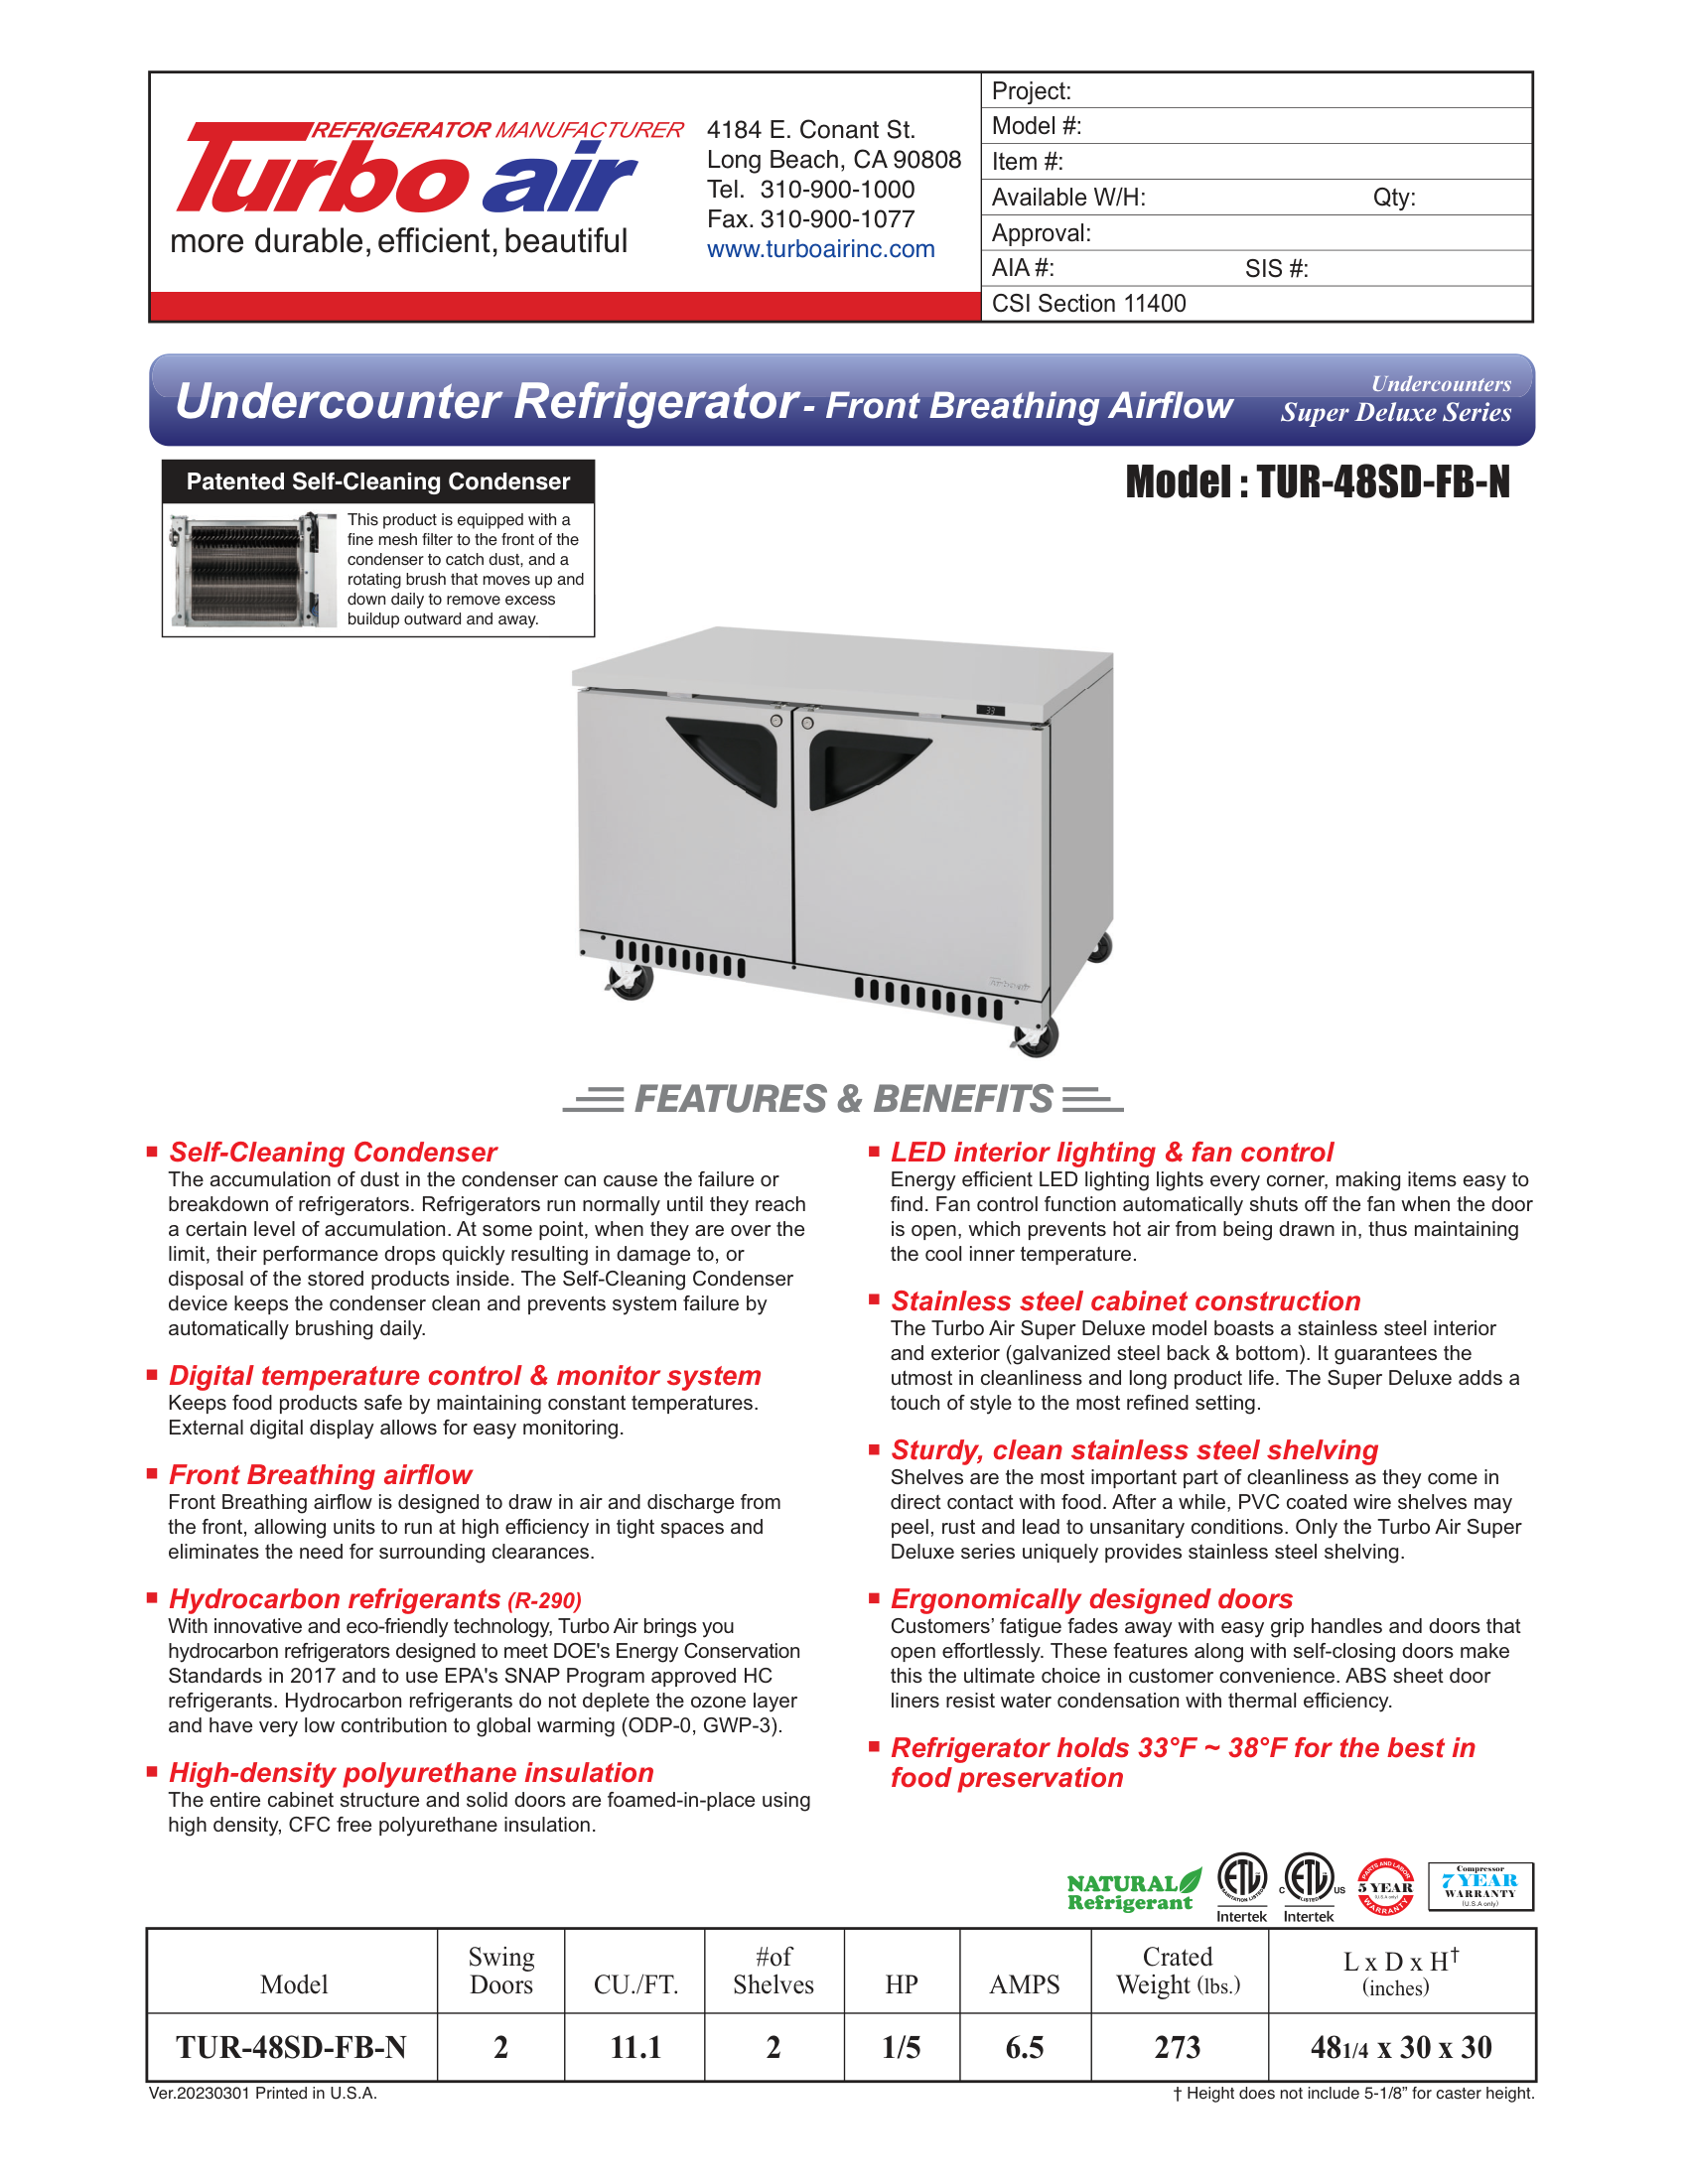 REFRIGERATOR MANUFACTURER
Turbo air
more durable, efficient, beautiful
4184 E. Conant St.
Long Beach, CA 90808
Tel. 310-900-1000
Fax. 310-900-1077
www.turboairinc.com
Project:
Model #:
Item #:
Available W/H: Qty:
Approval:
AIA #: SIS #:
CSI Section 11400
Undercounter Refrigerator - Front Breathing Airflow
Undercounters
Super Deluxe Series
Patented Self-Cleaning Condenser
This product is equipped with a
fine mesh filter to the front of the
condenser to catch dust, and a
rotating brush that moves up and
down daily to remove excess
buildup outward and away.
Model : TUR-48SD-FB-N
33
Turbo air
FEATURES & BENEFITS
Self-Cleaning Condenser
The accumulation of dust in the condenser can cause the failure or
breakdown of refrigerators. Refrigerators run normally until they reach
a certain level of accumulation. At some point, when they are over the
limit, their performance drops quickly resulting in damage to, or
disposal of the stored products inside. The Self-Cleaning Condenser
device keeps the condenser clean and prevents system failure by
automatically brushing daily.
Digital temperature control & monitor system
Keeps food products safe by maintaining constant temperatures.
External digital display allows for easy monitoring.
Front Breathing airflow
Front Breathing airflow is designed to draw in air and discharge from
the front, allowing units to run at high efficiency in tight spaces and
eliminates the need for surrounding clearances.
Hydrocarbon refrigerants (R-290)
With innovative and eco-friendly technology, Turbo Air brings you
hydrocarbon refrigerators designed to meet DOE's Energy Conservation
Standards in 2017 and to use EPA's SNAP Program approved HC
refrigerants. Hydrocarbon refrigerants do not deplete the ozone layer
and have very low contribution to global warming (ODP-0, GWP-3).
High-density polyurethane insulation
The entire cabinet structure and solid doors are foamed-in-place using
high density, CFC free polyurethane insulation.
LED interior lighting & fan control
Energy efficient LED lighting lights every corner, making items easy to
find. Fan control function automatically shuts off the fan when the door
is open, which prevents hot air from being drawn in, thus maintaining
the cool inner temperature.
Stainless steel cabinet construction
The Turbo Air Super Deluxe model boasts a stainless steel interior
and exterior (galvanized steel back & bottom). It guarantees the
utmost in cleanliness and long product life. The Super Deluxe adds a
touch of style to the most refined setting.
Sturdy, clean stainless steel shelving
Shelves are the most important part of cleanliness as they come in
direct contact with food. After a while, PVC coated wire shelves may
peel, rust and lead to unsanitary conditions. Only the Turbo Air Super
Deluxe series uniquely provides stainless steel shelving.
Ergonomically designed doors
Customers' fatigue fades away with easy grip handles and doors that
open effortlessly. These features along with self-closing doors make
this the ultimate choice in customer convenience. ABS sheet door
liners resist water condensation with thermal efficiency.
Refrigerator holds 33°F ~ 38°F for the best in
food preservation
NATURAL
Refrigerant
ETL
SANITATION LISTED
Intertek
C ETL US
LISTED
Intertek
PARTS AND LABOR
5 YEAR
(U.S.A only)
WARRANTY
Compressor
7 YEAR
WARRANTY
(U.S.A only)
Model Swing Doors CU./FT. #of Shelves HP AMPS Crated Weight (lbs.) L x D x H† (inches)
TUR-48SD-FB-N 2 11.1 2 1/5 6.5 273 481/4 x 30 x 30
Ver.20230301 Printed in U.S.A.
† Height does not include 5-1/8” for caster height.